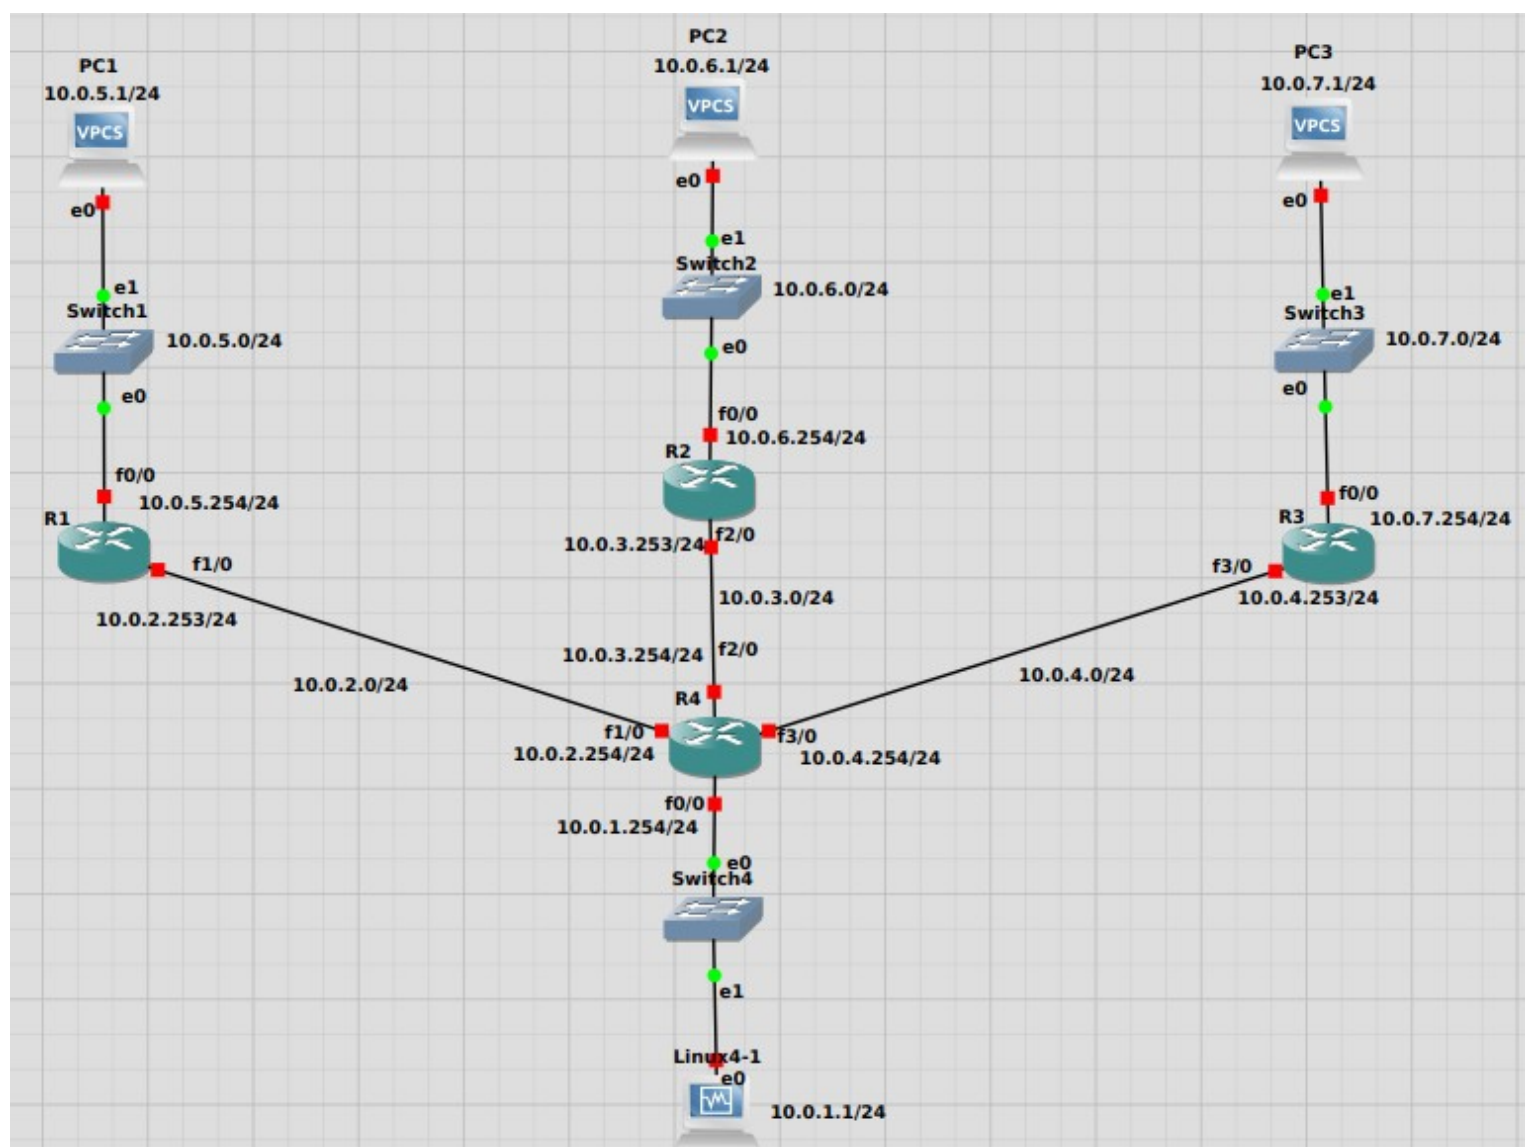 PC2
10.0.6.1/24
PC1
10.0.5.1/24
PC3
10.0.7.1/24
VPCS
VPCS
VPCS
e0
e0
e0
e1
e1
e1
Switch2
10.0.6.0/24
Switch1
10.0.5.0/24
Switch3
10.0.7.0/24
e0
e0
e0
f0/0
10.0.6.254/24
R2
f0/0
10.0.5.254/24
R1
f0/0
10.0.7.254/24
R3
f2/0
10.0.3.253/24
f1/0
10.0.2.253/24
f3/0
10.0.4.253/24
10.0.3.0/24
10.0.3.254/24
f2/0
10.0.2.0/24
10.0.4.0/24
R4
f1/0
10.0.2.254/24
f3/0
10.0.4.254/24
f0/0
10.0.1.254/24
e0
Switch4
e1
Linux4-1
e0
10.0.1.1/24